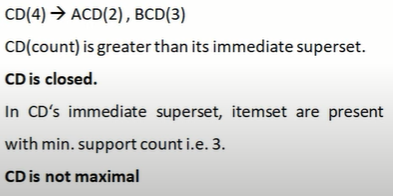 CD(4) → ACD(2) , BCD(3)
CD(count) is greater than its immediate superset.
CD is closed.
In CD‘s immediate superset, itemset are present
with min. support count i.e. 3.
CD is not maximal